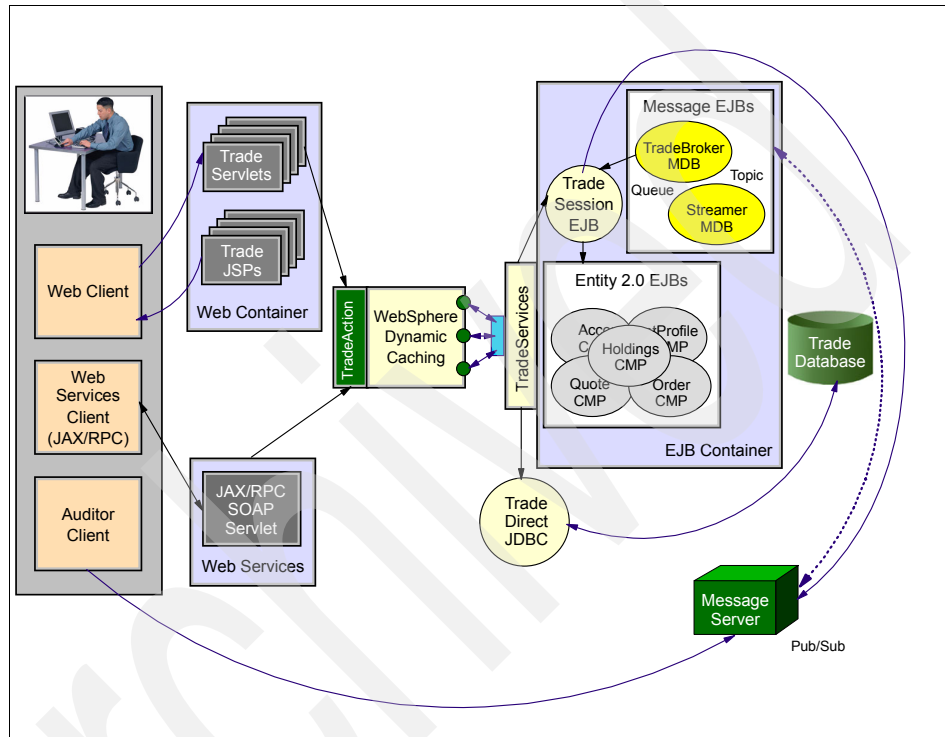 Web Client
Web
Services
Client
(JAX/RPC)
Auditor
Client
Trade
Servlets
Trade
JSPs
Web Container
JAX/RPC
SOAP
Servlet
Web Services
TradeAction
WebSphere
Dynamic
Caching
TradeServices
Trade
Session
EJB
Message EJBs
TradeBroker
MDB
Queue
Topic
Streamer
MDB
Entity 2.0 EJBs
Holdings
CMP
Quote
CMP
Order
CMP
EJB Container
Trade
Direct
JDBC
Trade
Database
Message
Server
Pub/Sub